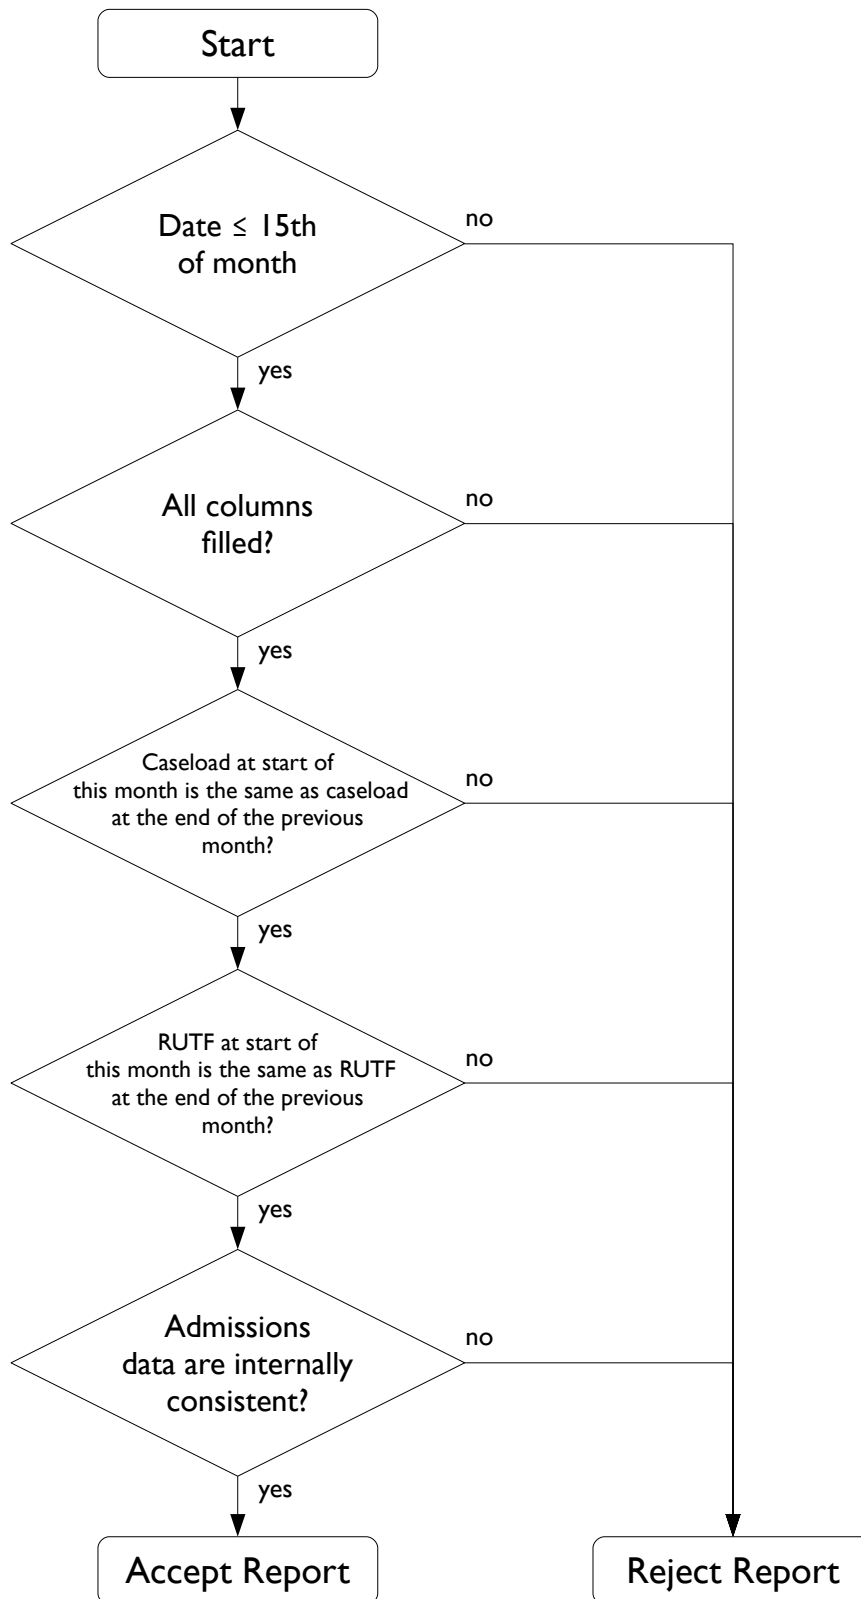 Start
Date ≤ 15th
of month
no
yes
All columns
filled?
no
yes
Caseload at start of
this month is the same as caseload
at the end of the previous
month?
no
yes
RUTF at start of
this month is the same as RUTF
at the end of the previous
month?
no
yes
Admissions
data are internally
consistent?
no
yes
Accept Report
Reject Report